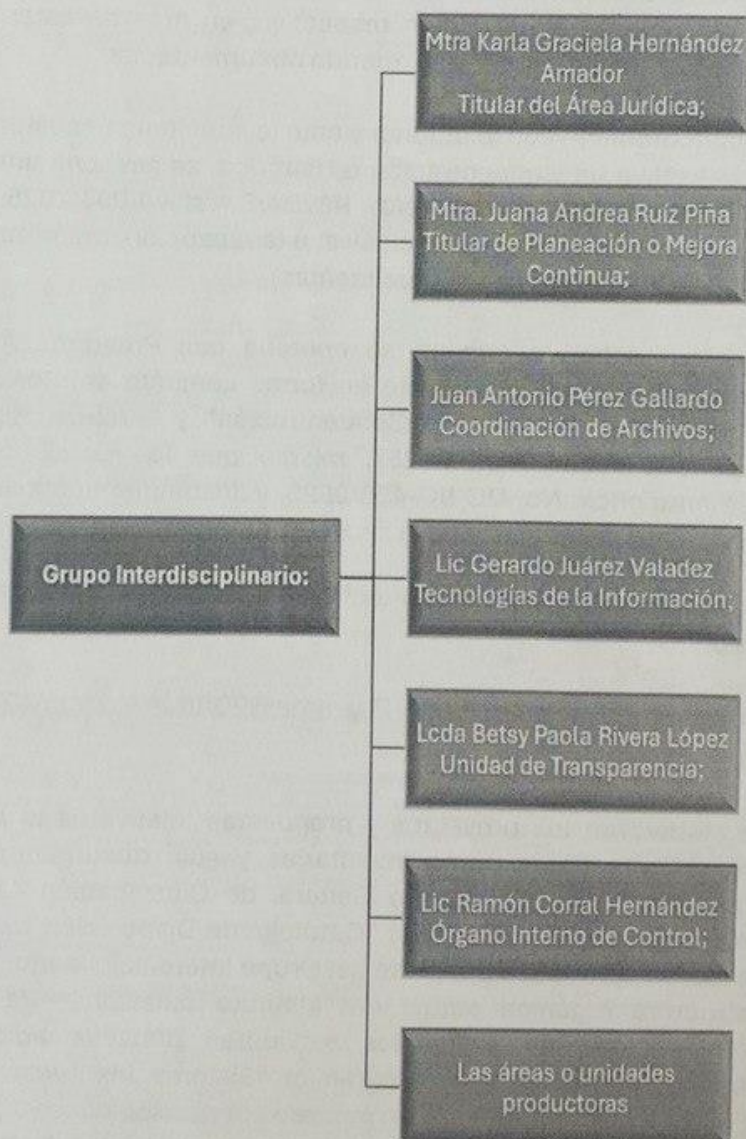 Mtra Karla Graciela Hernández
Amador
Titular del Área Jurídica;
Mtra. Juana Andrea Ruíz Piña
Titular de Planeación o Mejora
Contínua;
Juan Antonio Pérez Gallardo
Coordinación de Archivos;
Grupo Interdisciplinario:
Lic Gerardo Juárez Valadez
Tecnologías de la Información;
Lcda Betsy Paola Rivera López
Unidad de Transparencia;
Lic Ramón Corral Hernández
Órgano Interno de Control;
Las áreas o unidades
productoras